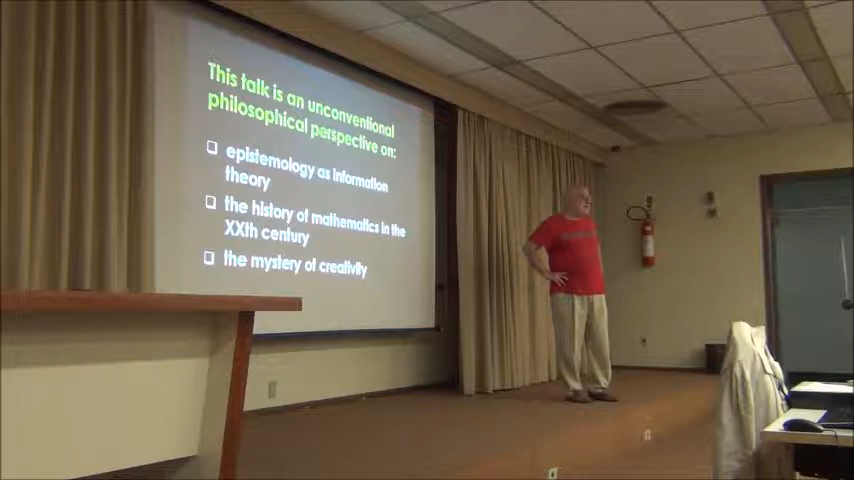 This talk is an unconventional
philosophical perspective on:
epistemology as information
theory
the history of mathematics in the
XXth century
the mystery of creativity